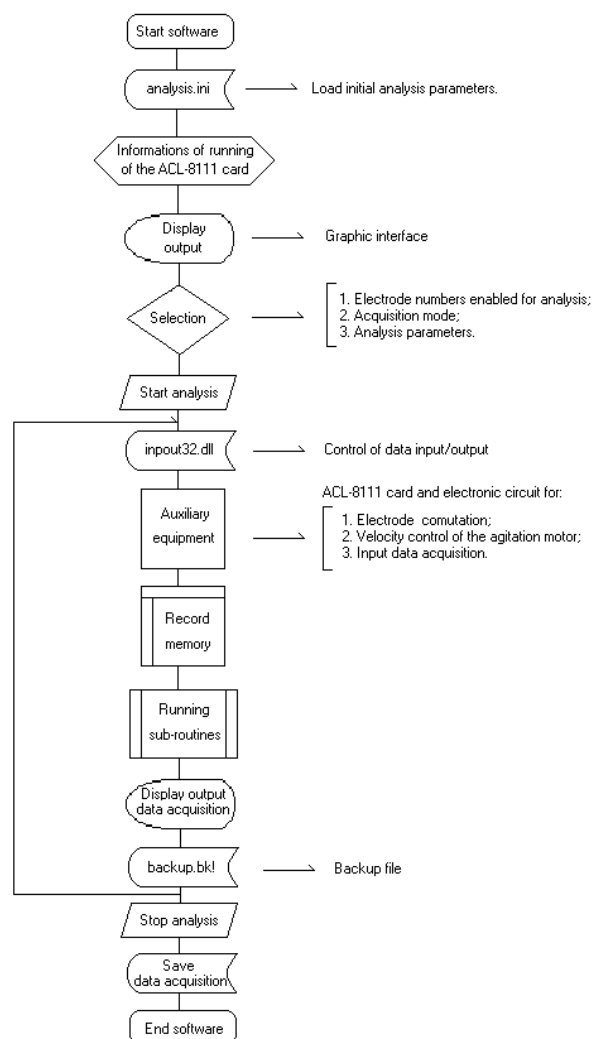 Start software
analysis.ini
Load initial analysis parameters.
Informations of running
of the ACL-8111 card
Display
output
Graphic interface
Selection
1. Electrode numbers enabled for analysis;
2. Acquisition mode;
3. Analysis parameters.
Start analysis
inpout32.dll
Control of data input/output
Auxiliary
equipment
ACL-8111 card and electronic circuit for:
1. Electrode comutation;
2. Velocity control of the agitation motor;
3. Input data acquisition.
Record
memory
Running
sub-routines
Display output
data acquisition
backup.bk!
Backup file
Stop analysis
Save
data acquisition
End software